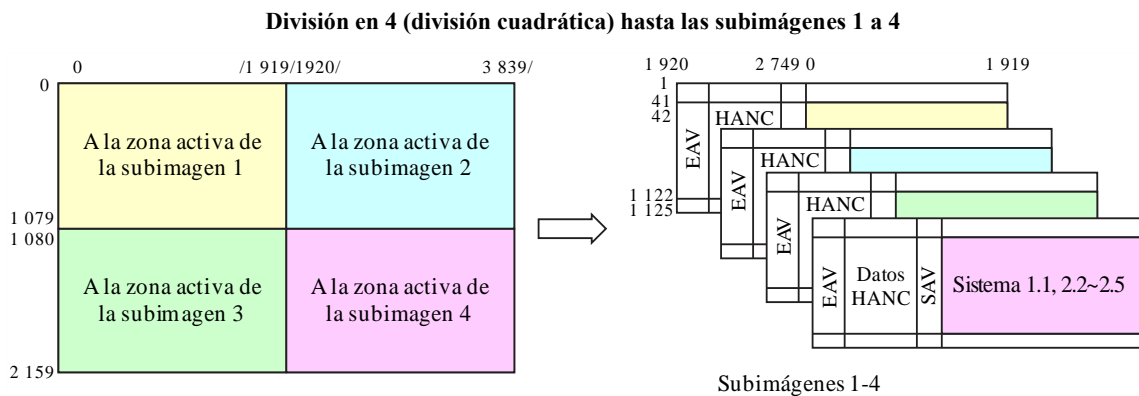 División en 4 (división cuadrática) hasta las subimágenes 1 a 4
0 /1 919/1920/ 3 839/
0
A la zona activa de
la subimagen 1
A la zona activa de
la subimagen 2
1 079
1 080
A la zona activa de
la subimagen 3
A la zona activa de
la subimagen 4
2 159
1 920 2 749 0 1 919
1
41
42
1 122
1 125
EAV
HANC
EAV
HANC
EAV
HANC
EAV
Datos
HANC
SAV
Sistema 1.1, 2.2~2.5
Subimágenes 1-4